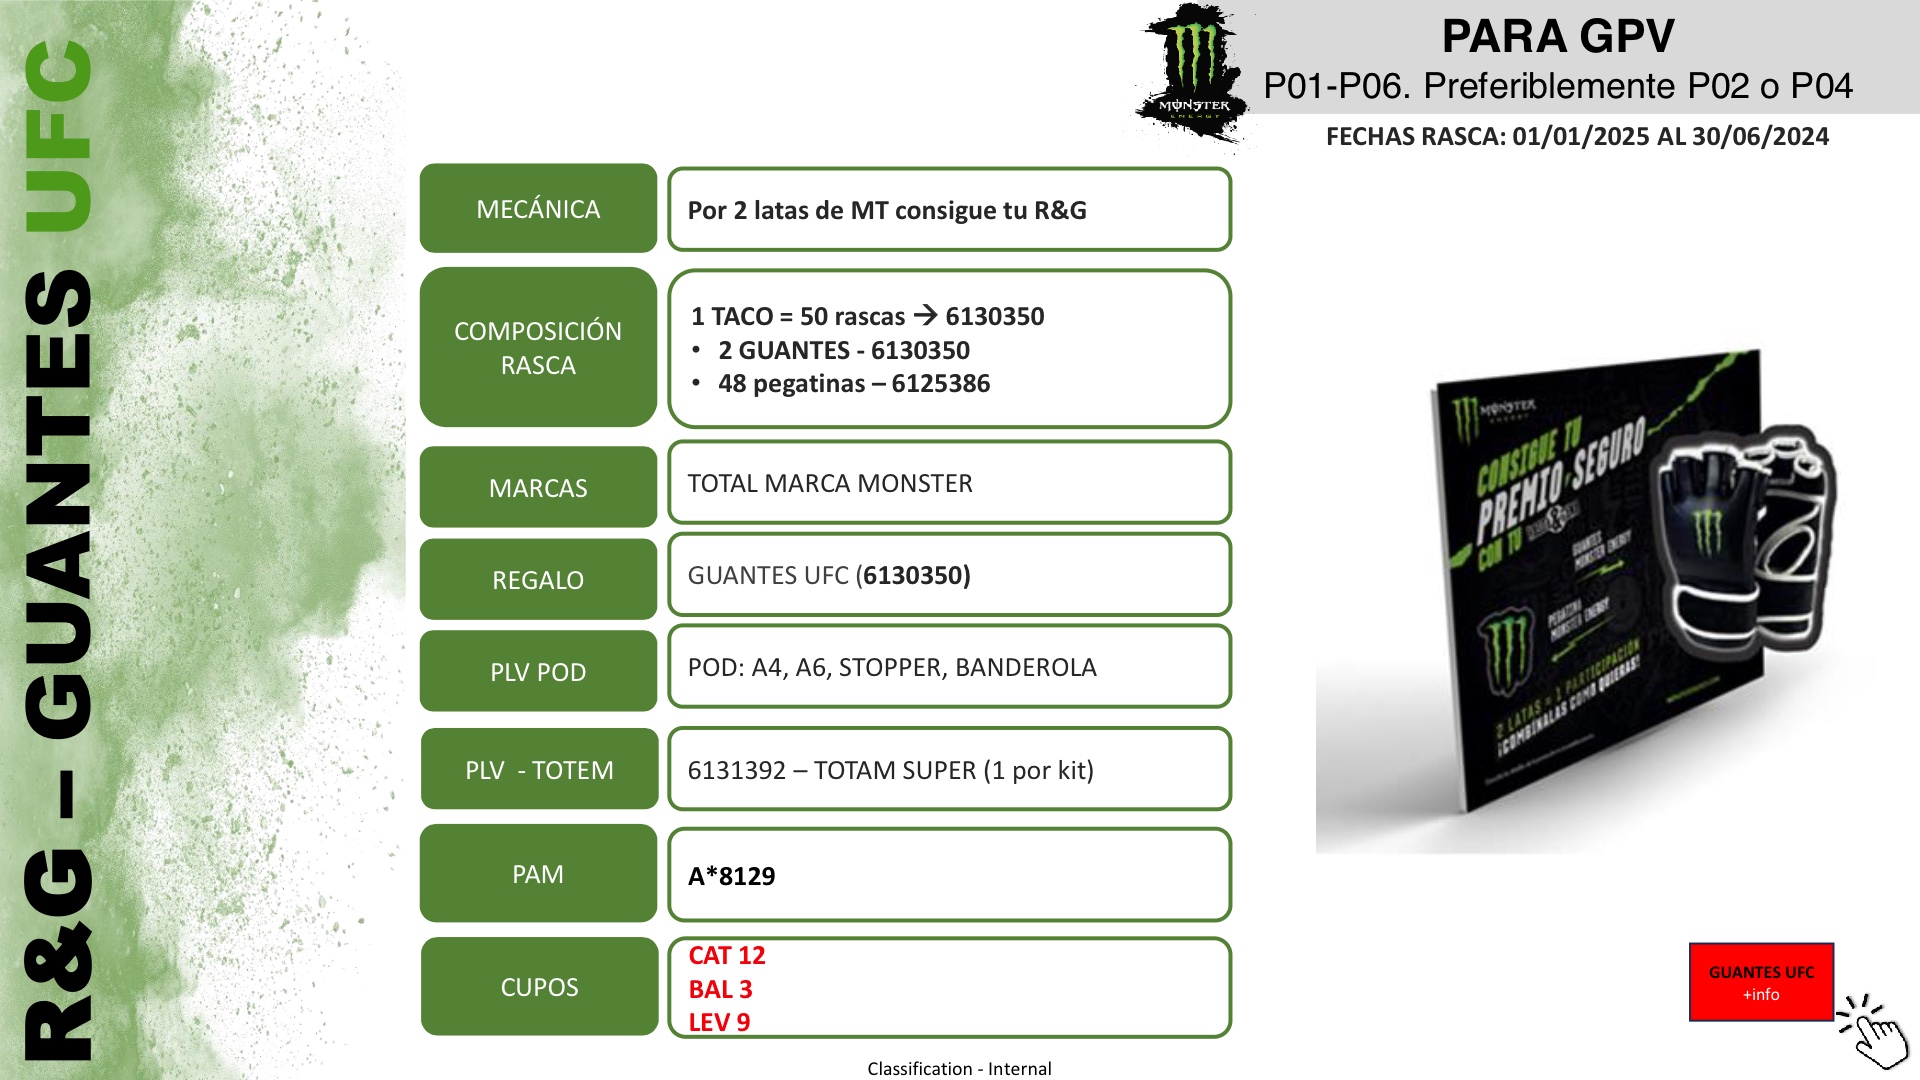 R&G – GUANTES UFC
MONSTER
ENERGY
PARA GPV
P01-P06. Preferiblemente P02 o P04
FECHAS RASCA: 01/01/2025 AL 30/06/2024
MECÁNICA
Por 2 latas de MT consigue tu R&G
COMPOSICIÓN
RASCA
1 TACO = 50 rascas → 6130350
• 2 GUANTES - 6130350
• 48 pegatinas – 6125386
MARCAS
TOTAL MARCA MONSTER
REGALO
GUANTES UFC (6130350)
PLV POD
POD: A4, A6, STOPPER, BANDEROLA
PLV - TOTEM
6131392 – TOTAM SUPER (1 por kit)
PAM
A*8129
CUPOS
CAT 12
BAL 3
LEV 9
MONSTER
CONSIGUE TU
PREMIO SEGURO
CON TU
GUANTES
MONSTER ENERGY
PEGATINA
MONSTER ENERGY
2 LATAS = 1 PARTICIPACIÓN
¡COMBÍNALAS COMO QUIERAS!
GUANTES UFC
+info
Classification - Internal